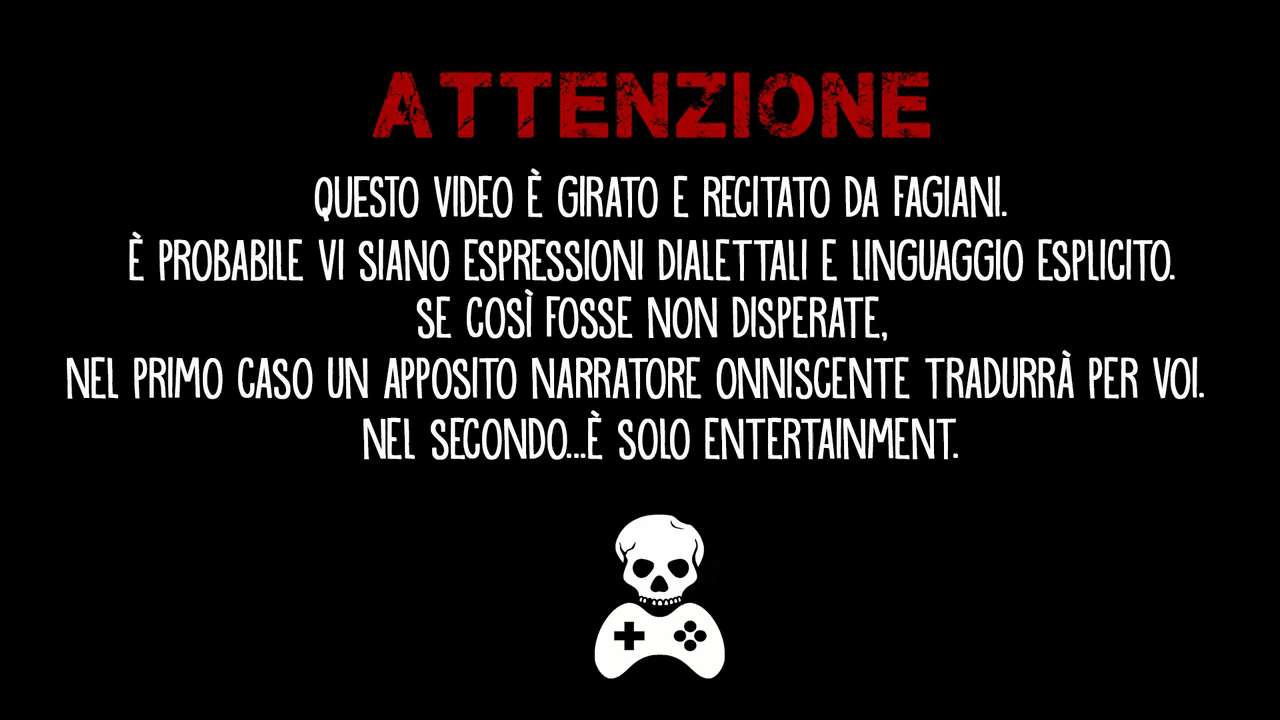 ATTENZIONE
QUESTO VIDEO È GIRATO E RECITATO DA FAGIANI.
È PROBABILE VI SIANO ESPRESSIONI DIALETTALI E LINGUAGGIO ESPLICITO.
SE COSÌ FOSSE NON DISPERATE,
NEL PRIMO CASO UN APPOSITO NARRATORE ONNISCENTE TRADURRÀ PER VOI.
NEL SECONDO...È SOLO ENTERTAINMENT.